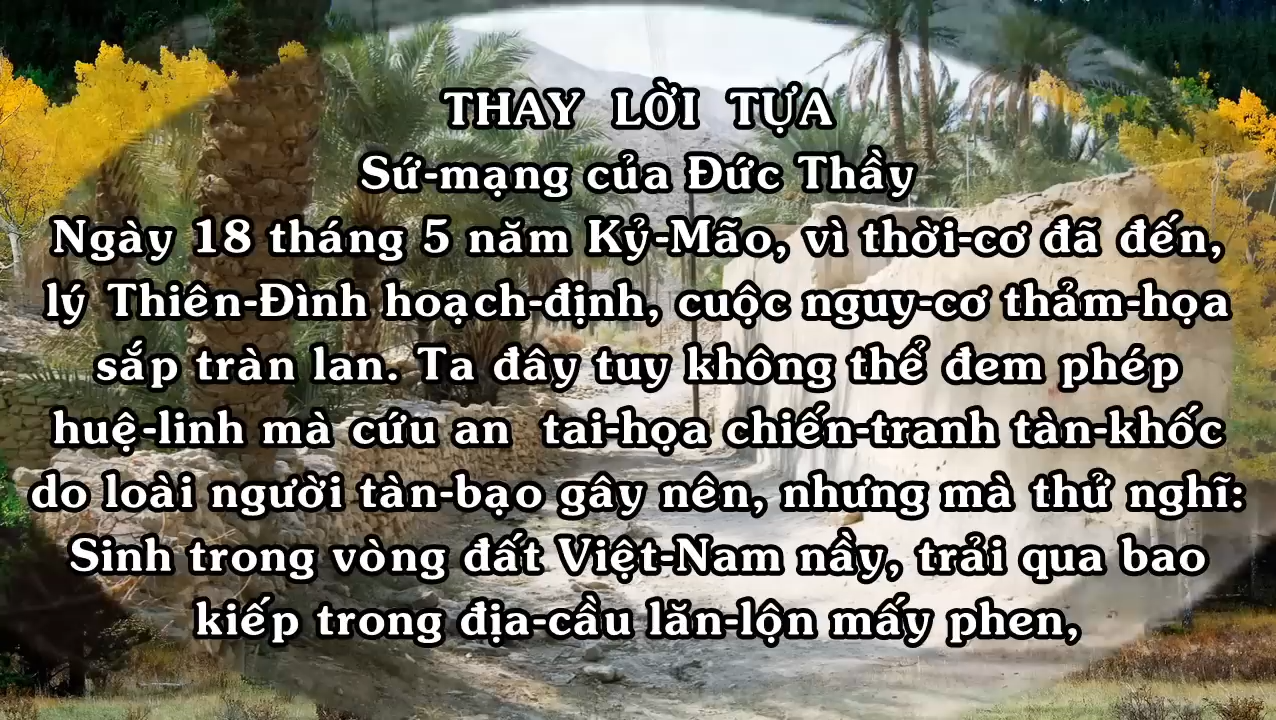 THAY LỜI TỰA
Sứ-mạng của Đức Thầy
Ngày 18 tháng 5 năm Kỷ-Mão, vì thời-cơ đã đến,
lý Thiên-Đình hoạch-định, cuộc nguy-cơ thảm-họa
sắp tràn lan. Ta đây tuy không thể đem phép
huệ-linh mà cứu an tai-họa chiến-tranh tàn-khốc
do loài người tàn-bạo gây nên, nhưng mà thử nghĩ:
Sinh trong vòng đất Việt-Nam nầy, trải qua bao
kiếp trong địa-cầu lăn-lộn mấy phen,